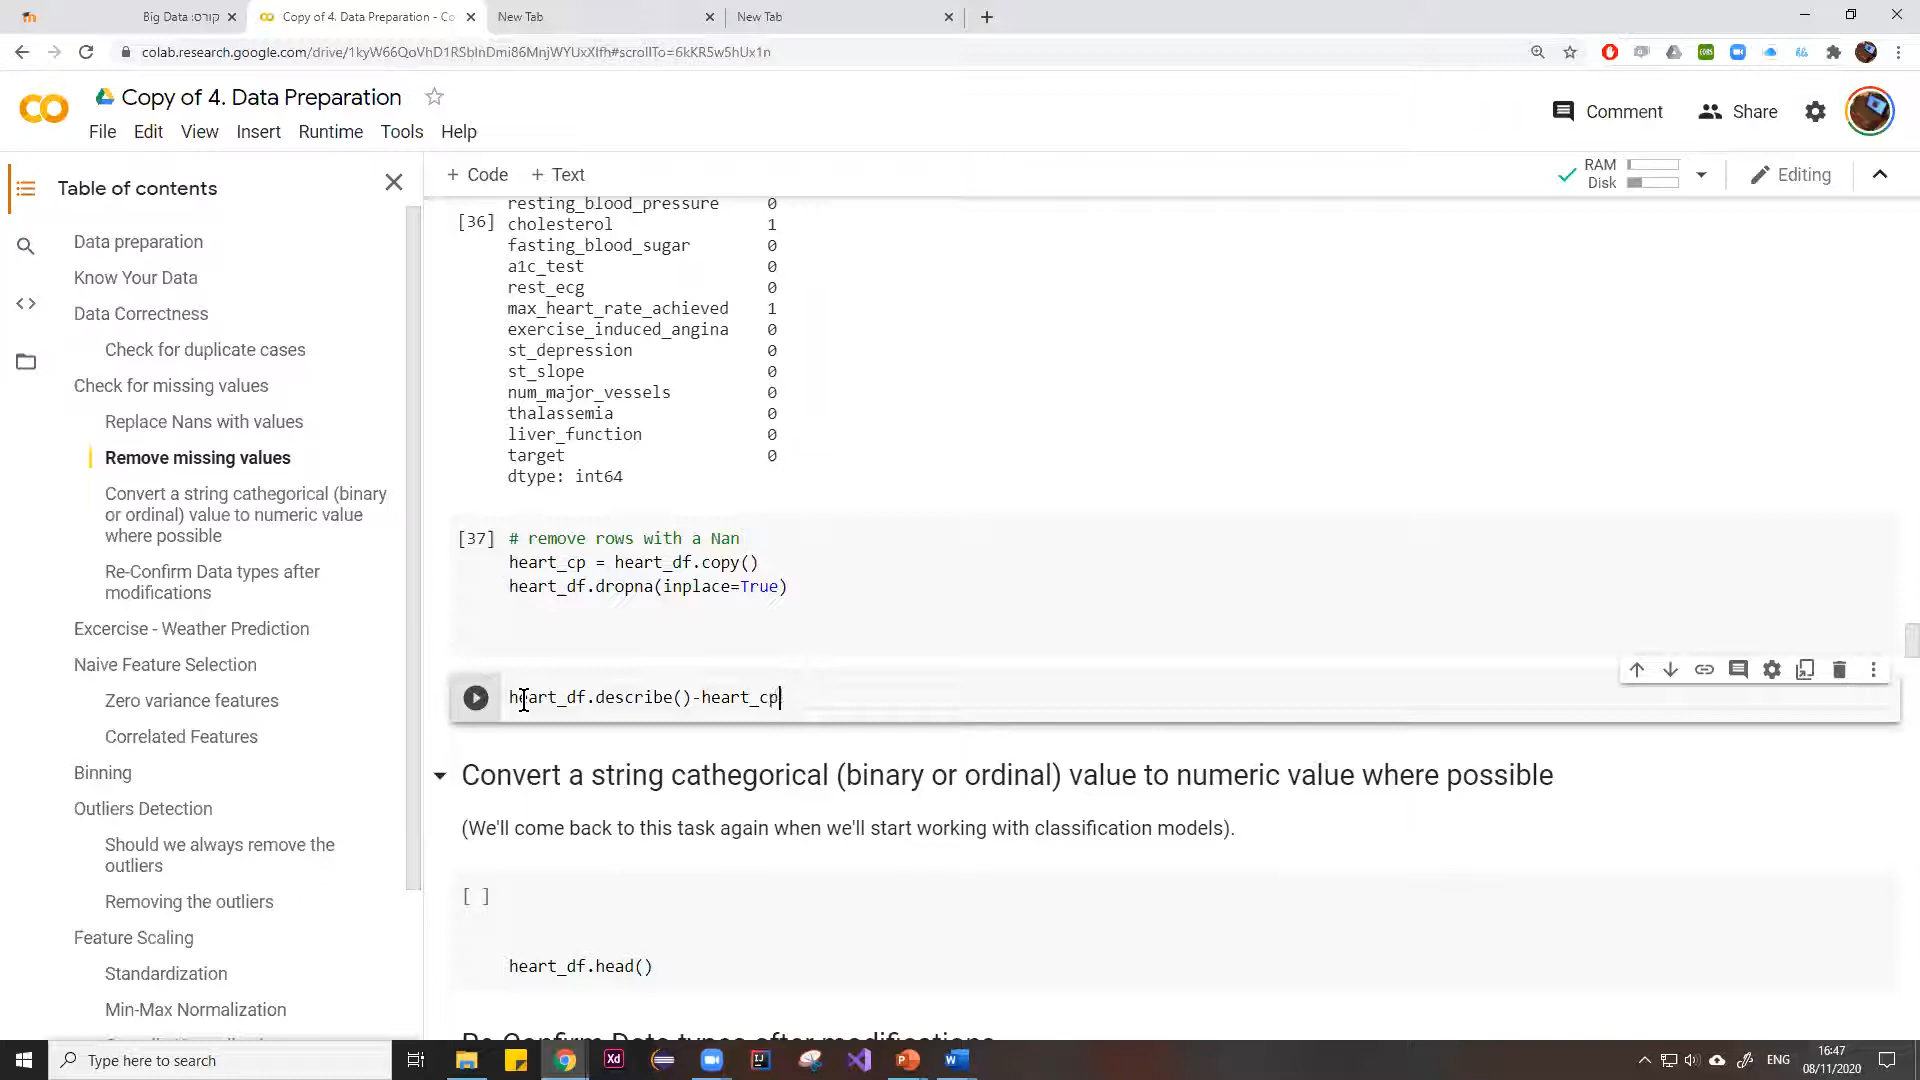 Big Data :קורס
Copy of 4. Data Preparation - Co
New Tab
New Tab
colab.research.google.com/drive/1kyW66QoVhD1RSbInDmi86MnjWYUxXlfh#scrollTo=6kKR5w5hUx1n
Copy of 4. Data Preparation
Comment
Share
File Edit View Insert Runtime Tools Help
Table of contents
+ Code + Text
RAM
Disk
Editing
Data preparation
Know Your Data
Data Correctness
Check for duplicate cases
Check for missing values
Replace Nans with values
Remove missing values
Convert a string cathegorical (binary
or ordinal) value to numeric value
where possible
Re-Confirm Data types after
modifications
Excercise - Weather Prediction
Naive Feature Selection
Zero variance features
Correlated Features
Binning
Outliers Detection
Should we always remove the
outliers
Removing the outliers
Feature Scaling
Standardization
Min-Max Normalization
resting_blood_pressure 0
[36] cholesterol 1
fasting_blood_sugar 0
a1c_test 0
rest_ecg 0
max_heart_rate_achieved 1
exercise_induced_angina 0
st_depression 0
st_slope 0
num_major_vessels 0
thalassemia 0
liver_function 0
target 0
dtype: int64
[37] # remove rows with a Nan
heart_cp = heart_df.copy()
heart_df.dropna(inplace=True)
heart_df.describe()-heart_cp
Convert a string cathegorical (binary or ordinal) value to numeric value where possible
(We'll come back to this task again when we'll start working with classification models).
[ ]
heart_df.head()
Re-Confirm Data types after modifications
Type here to search
Xd
ENG
16:47
08/11/2020